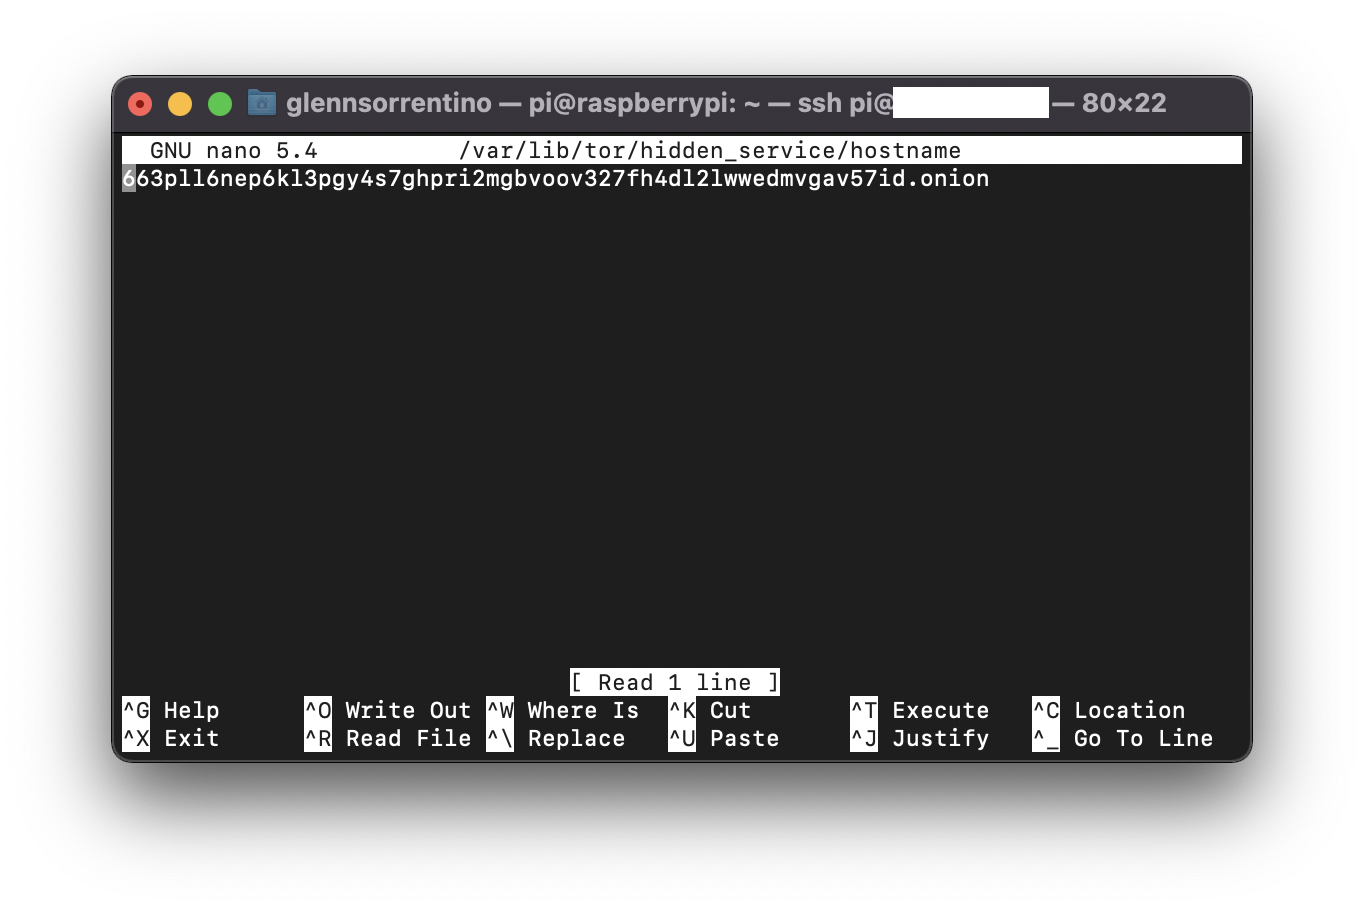 glennsorrentino — pi@raspberrypi: ~ — ssh pi@ — 80×22
GNU nano 5.4 /var/lib/tor/hidden_service/hostname
663pll6nep6kl3pgy4s7ghpri2mgbvoov327fh4dl2lwwedmvgav57id.onion
[ Read 1 line ]
^G Help ^O Write Out ^W Where Is ^K Cut ^T Execute ^C Location
^X Exit ^R Read File ^\ Replace ^U Paste ^J Justify ^_ Go To Line